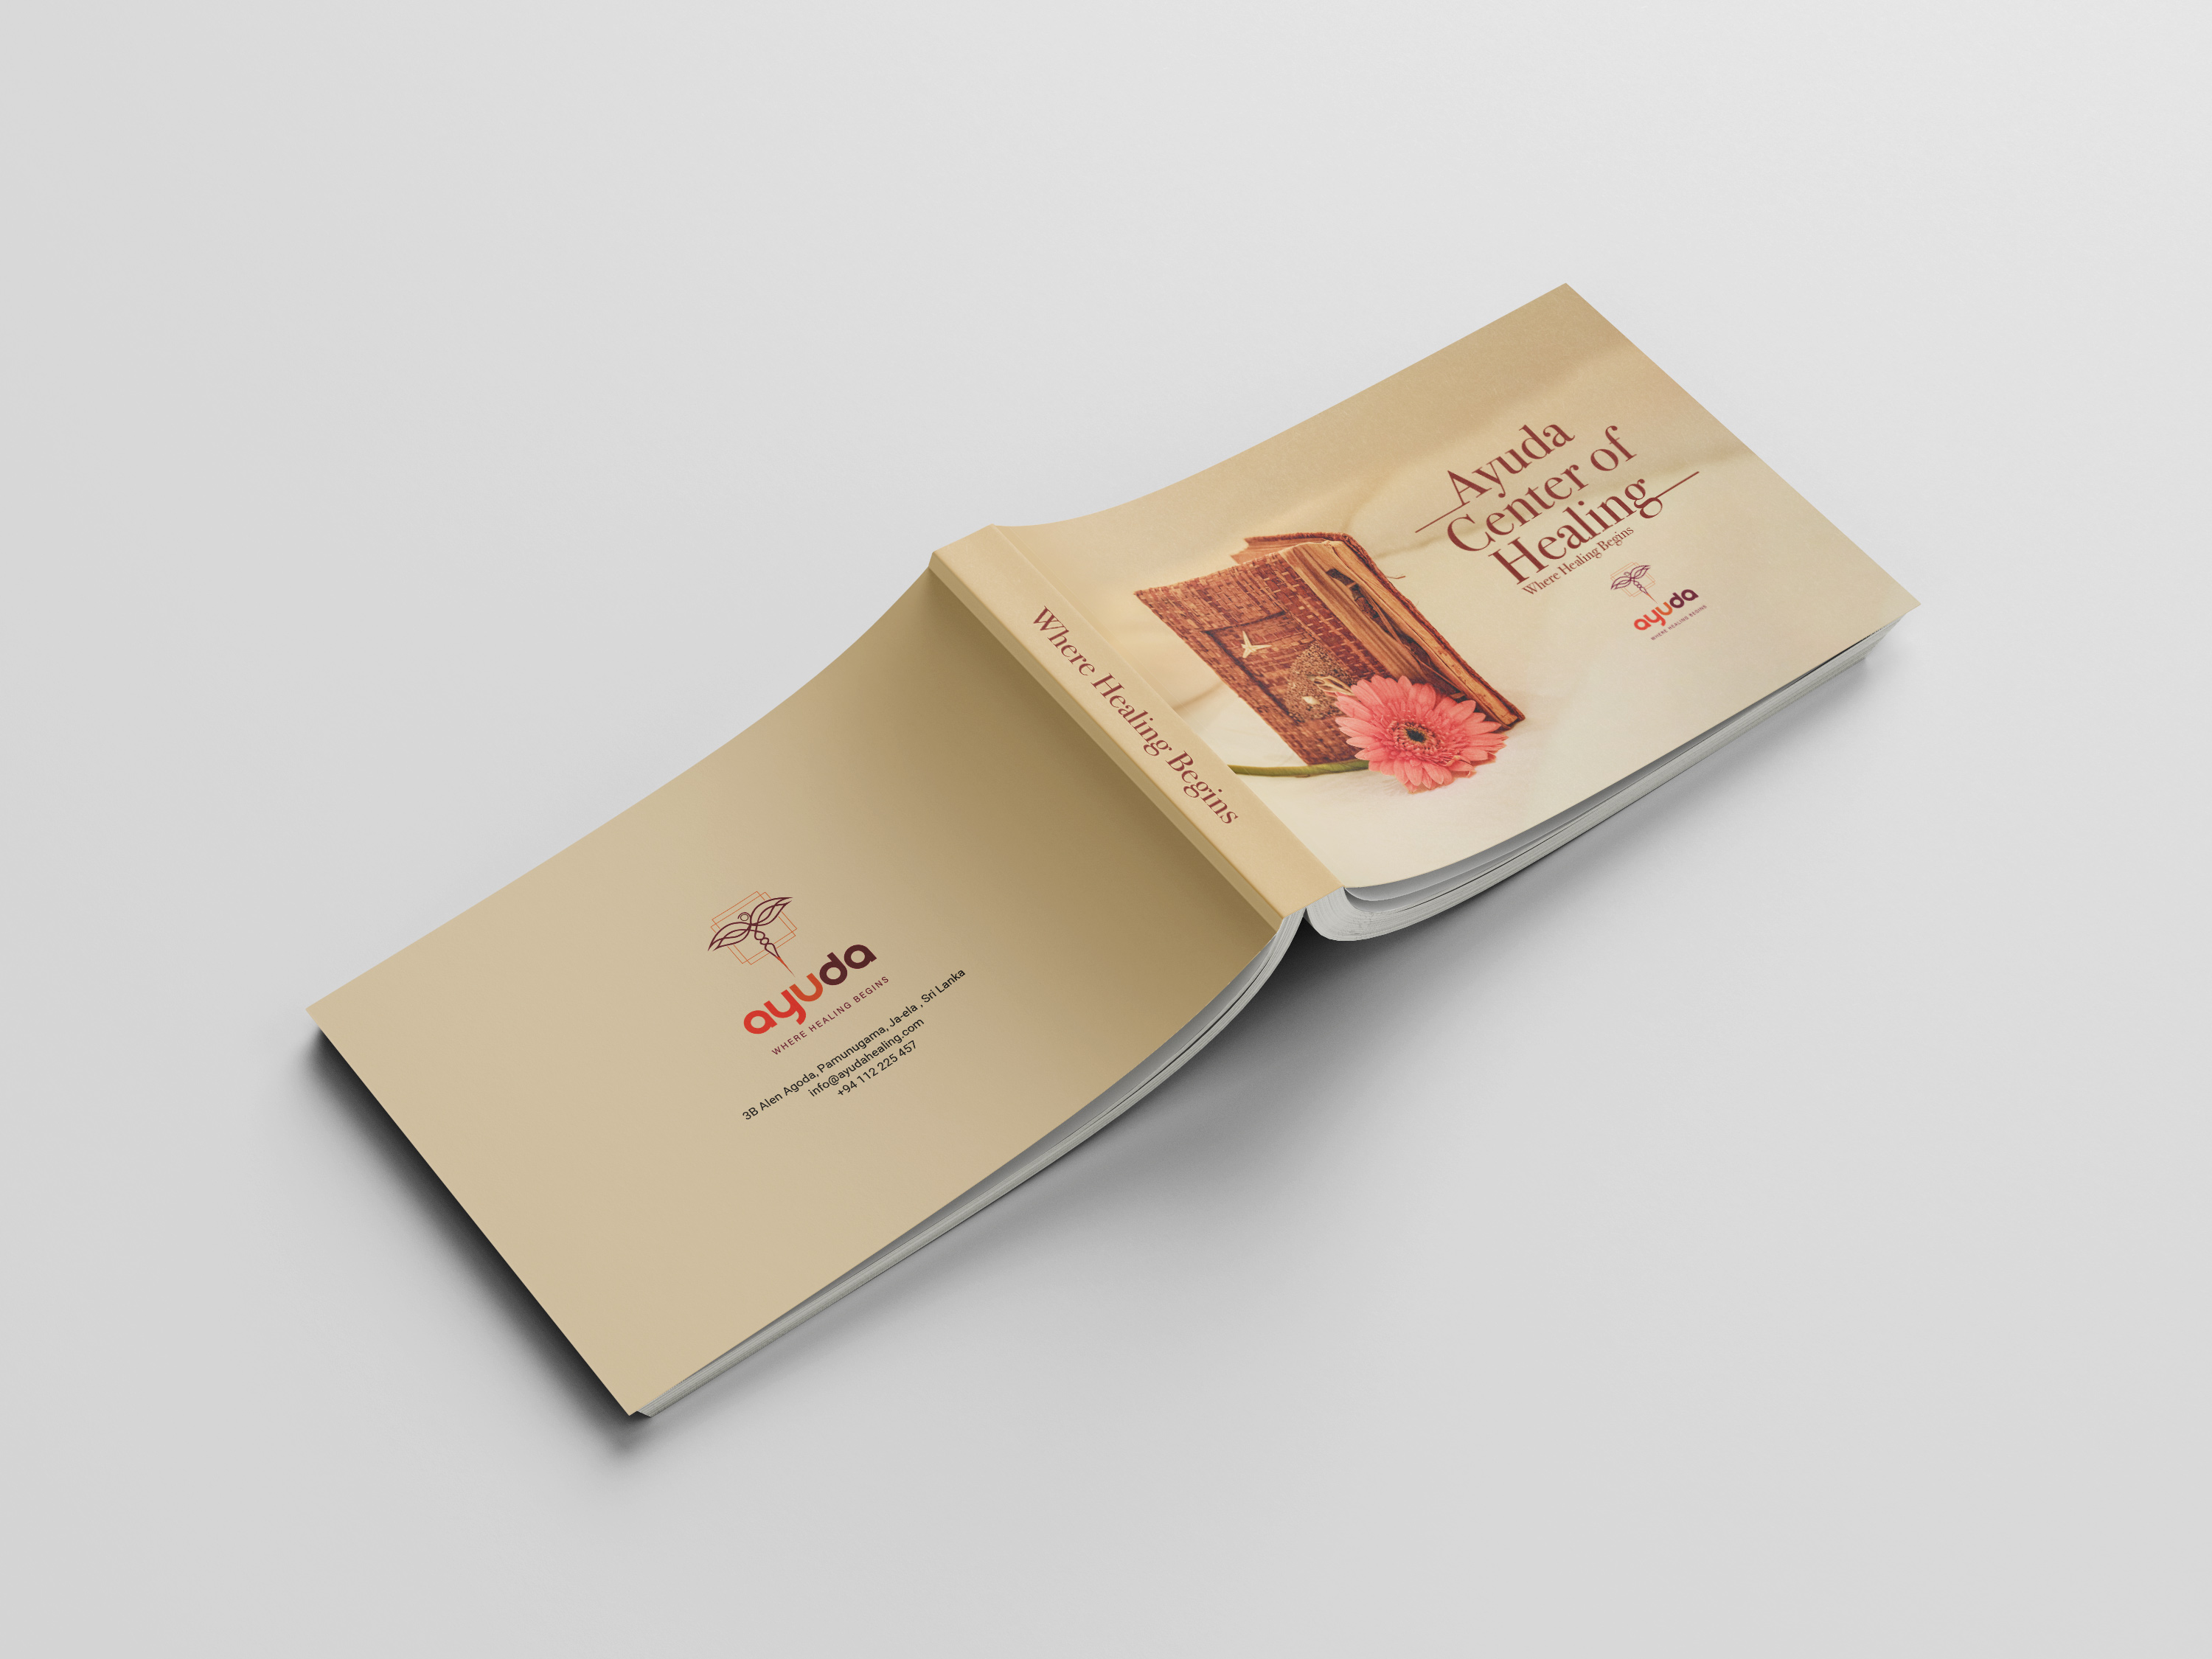 Ayuda
Center of
Healing
Where Healing Begins
ayuda
WHERE HEALING BEGINS
Where Healing Begins
ayuda
WHERE HEALING BEGINS
3B Alen Agoda, Pamunugama, Ja-ela , Sri Lanka
info@ayudahealing.com
+94 112 225 457